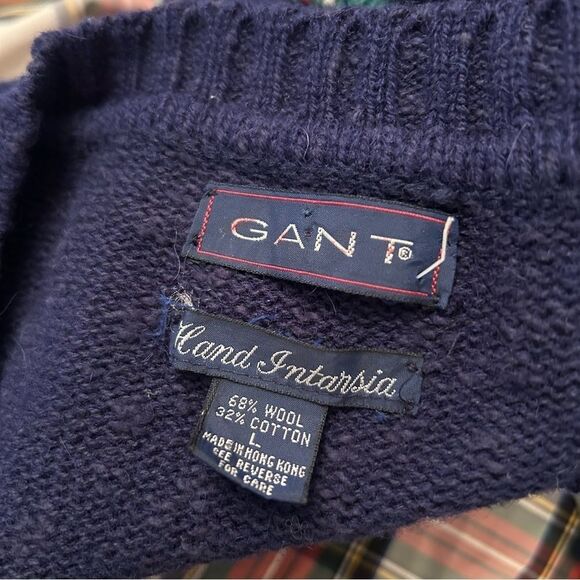 GANT®
Hand Intarsia
68% WOOL
32% COTTON
L
MADE IN HONG KONG
SEE REVERSE
FOR CARE